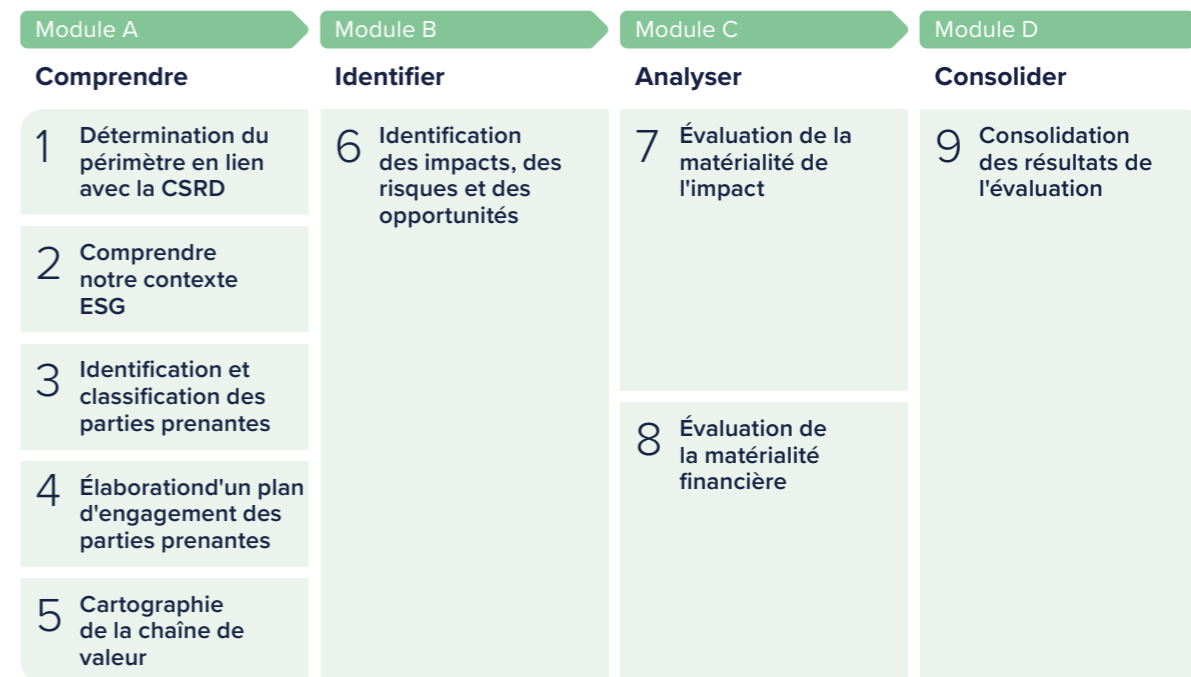 Module A
Comprendre
1 Détermination du
périmètre en lien
avec la CSRD
2 Comprendre
notre contexte
ESG
3 Identification et
classification des
parties prenantes
4 Élaborationd'un plan
d'engagement des
parties prenantes
5 Cartographie
de la chaîne de
valeur
Module B
Identifier
6 Identification
des impacts, des
risques et des
opportunités
Module C
Analyser
7 Évaluation de la
matérialité de
l'impact
8 Évaluation de
la matérialité
financière
Module D
Consolider
9 Consolidation
des résultats de
l'évaluation